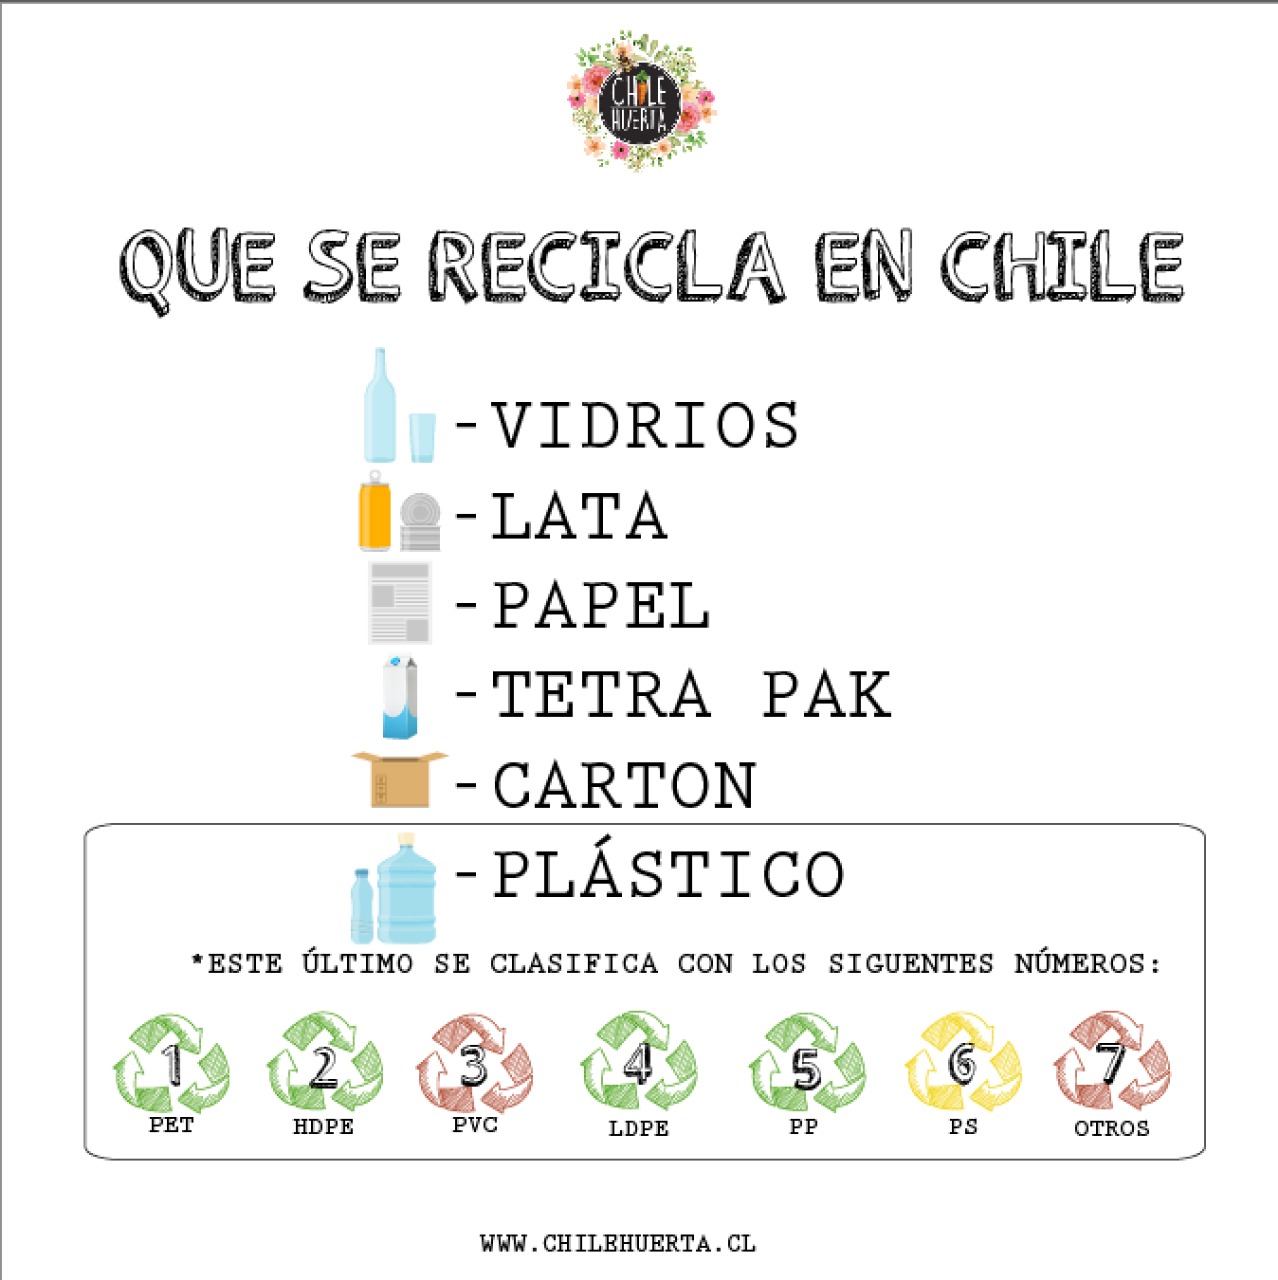 CHILE
HUERTA
QUE SE RECICLA EN CHILE
-VIDRIOS
-LATA
-PAPEL
-TETRA PAK
-CARTON
-PLÁSTICO
*ESTE ÚLTIMO SE CLASIFICA CON LOS SIGUENTES NÚMEROS:
1 2 3 4 5 6 7
PET HDPE PVC LDPE PP PS OTROS
WWW.CHILEHUERTA.CL